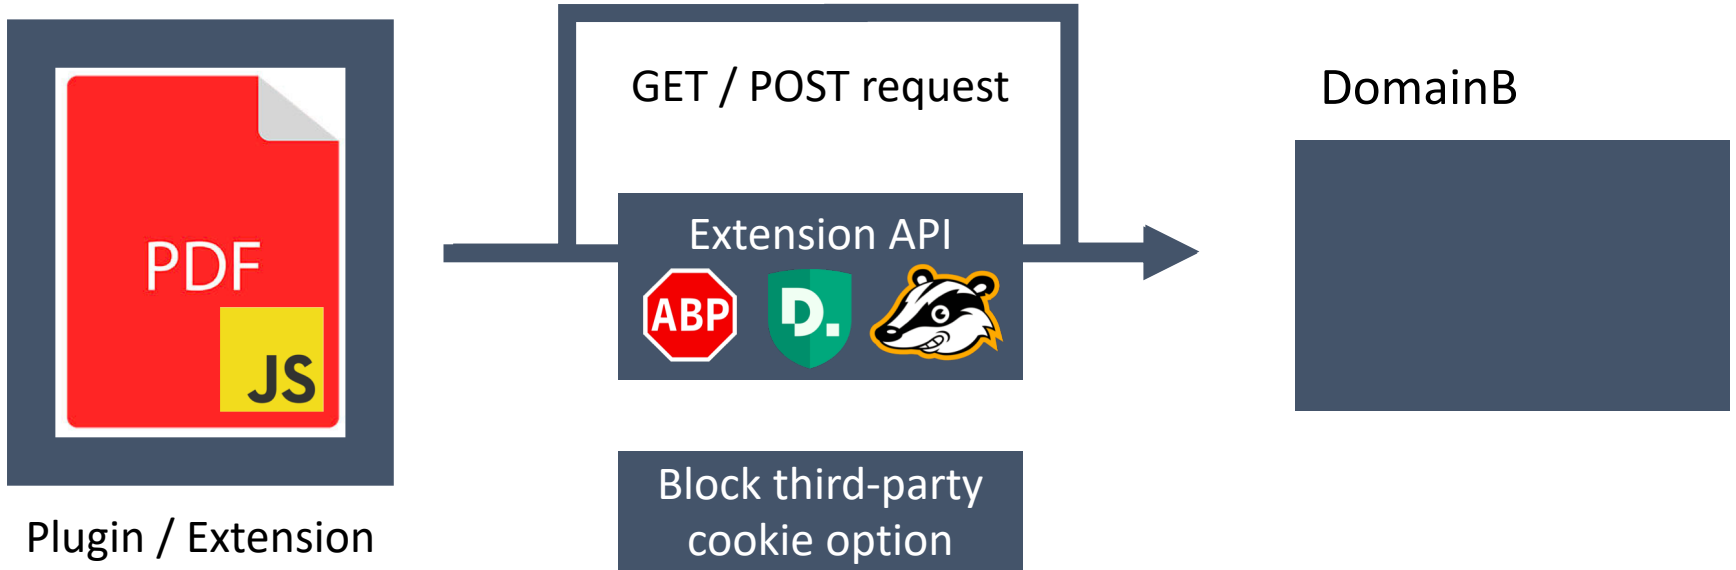 PDF
JS
Plugin / Extension
GET / POST request
Extension API
ABP
D.
Block third-party
cookie option
DomainB